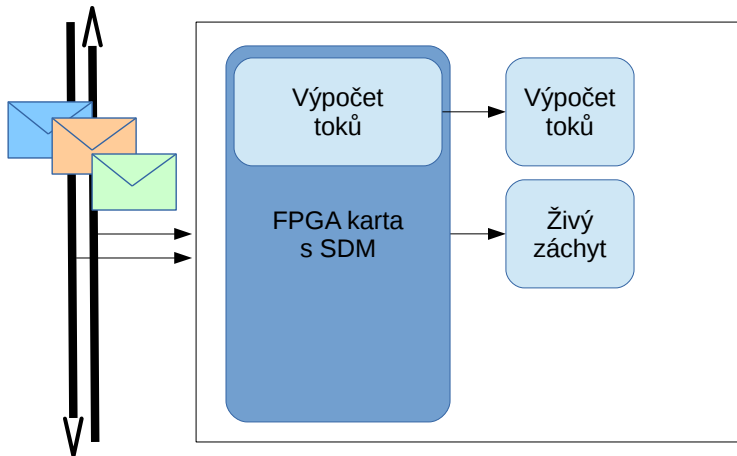 Výpočet
toků
Výpočet
toků
FPGA karta
s SDM
Živý
záchyt